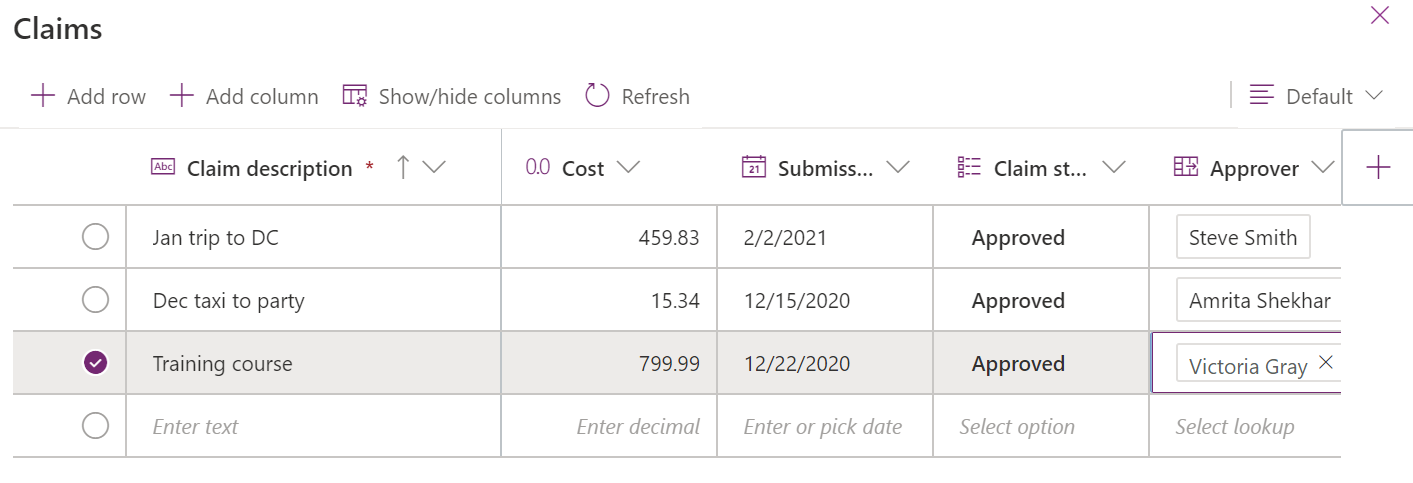 Claims
Add row Add column Show/hide columns Refresh Default
Abc Claim description * 0.0 Cost 21 Submiss... Claim st... Approver
Jan trip to DC 459.83 2/2/2021 Approved Steve Smith
Dec taxi to party 15.34 12/15/2020 Approved Amrita Shekhar
Training course 799.99 12/22/2020 Approved Victoria Gray
Enter text Enter decimal Enter or pick date Select option Select lookup